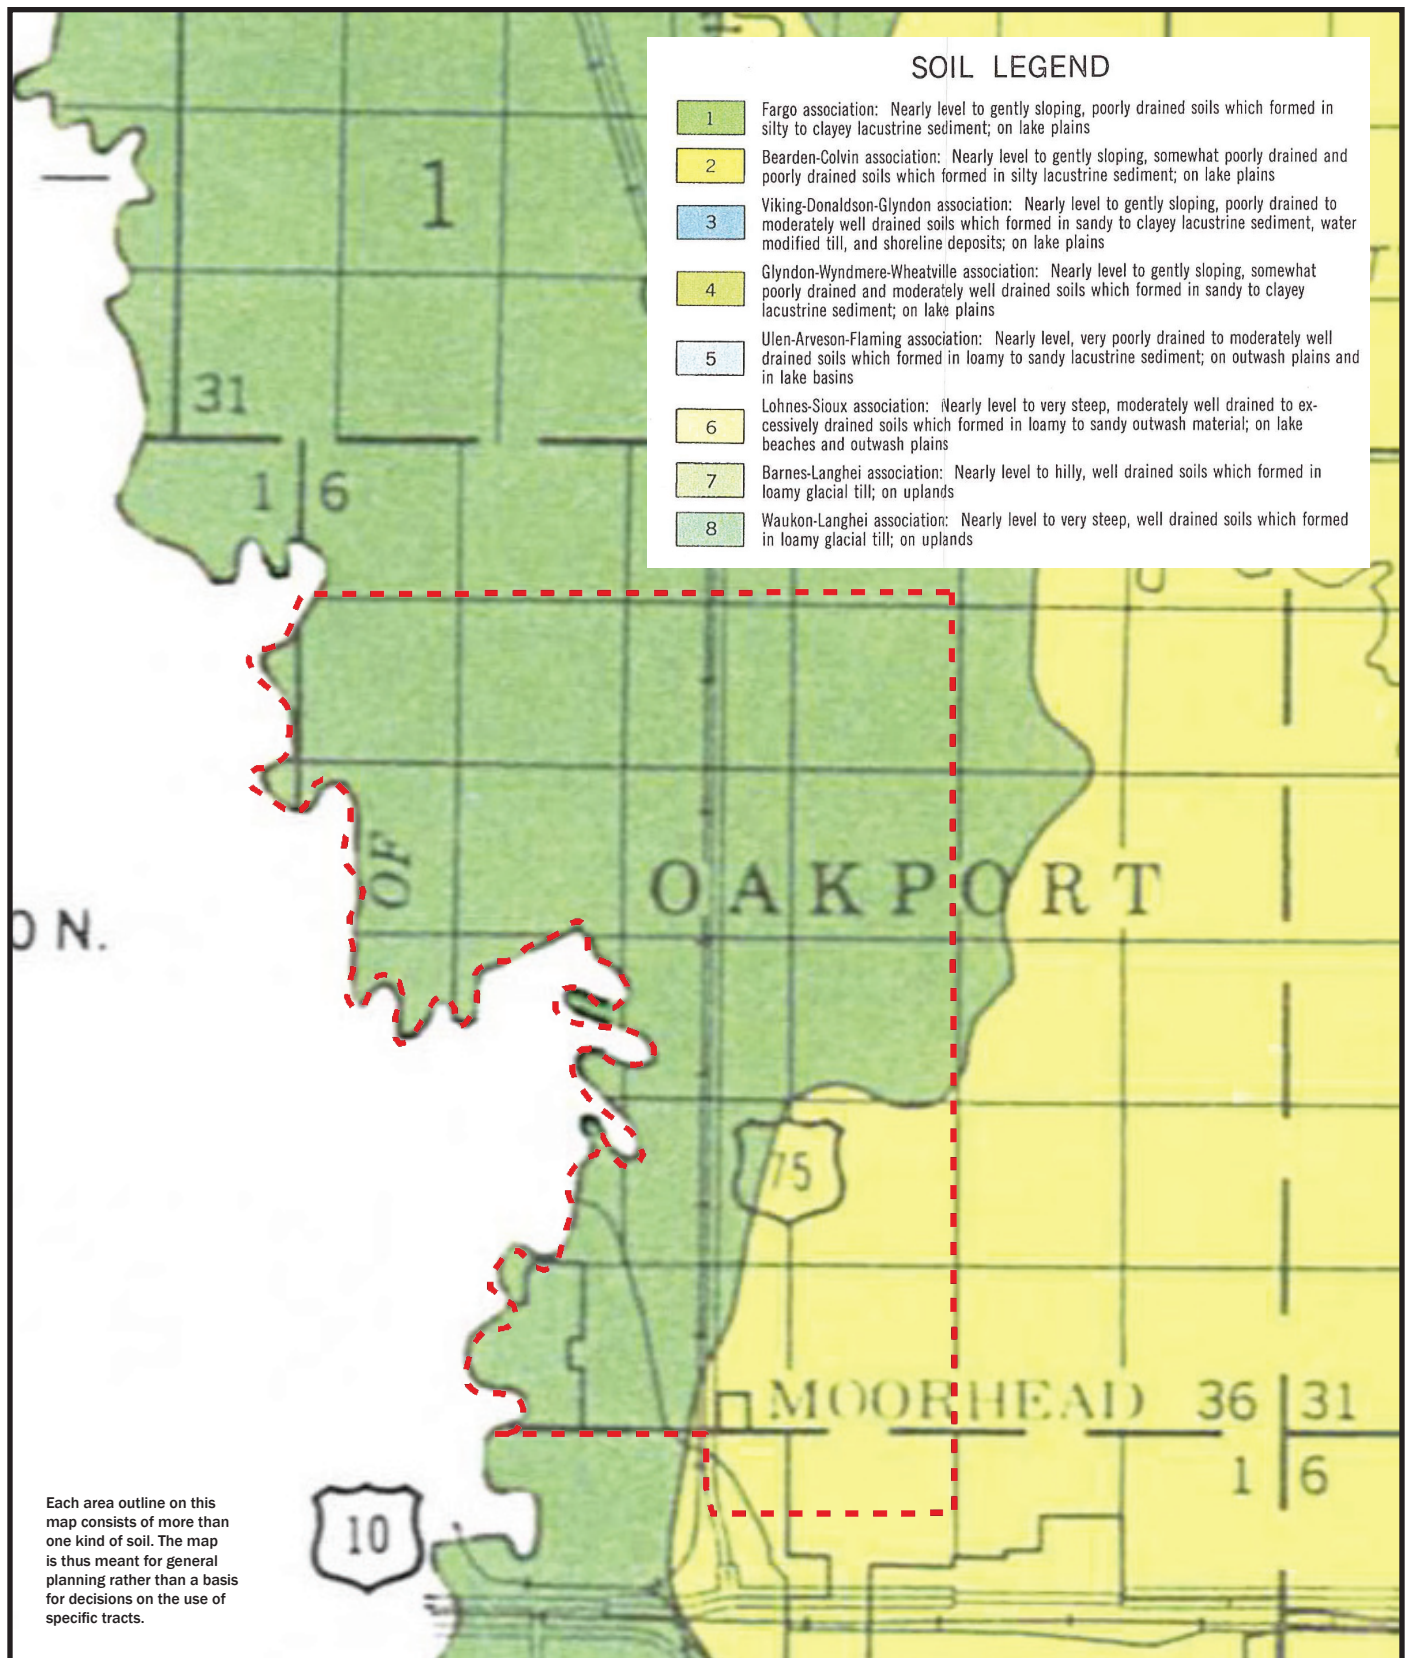 SOIL LEGEND
1 Fargo association: Nearly level to gently sloping, poorly drained soils which formed in
silty to clayey lacustrine sediment; on lake plains
2 Bearden-Colvin association: Nearly level to gently sloping, somewhat poorly drained and
poorly drained soils which formed in silty lacustrine sediment; on lake plains
3 Viking-Donaldson-Glyndon association: Nearly level to gently sloping, poorly drained to
moderately well drained soils which formed in sandy to clayey lacustrine sediment, water
modified till, and shoreline deposits; on lake plains
4 Glyndon-Wyndmere-Wheatville association: Nearly level to gently sloping, somewhat
poorly drained and moderately well drained soils which formed in sandy to clayey
lacustrine sediment; on lake plains
5 Ulen-Arveson-Flaming association: Nearly level, very poorly drained to moderately well
drained soils which formed in loamy to sandy lacustrine sediment; on outwash plains and
in lake basins
6 Lohnes-Sioux association: Nearly level to very steep, moderately well drained to ex-
cessively drained soils which formed in loamy to sandy outwash material; on lake
beaches and outwash plains
7 Barnes-Langhei association: Nearly level to hilly, well drained soils which formed in
loamy glacial till; on uplands
8 Waukon-Langhei association: Nearly level to very steep, well drained soils which formed
in loamy glacial till; on uplands
1
31
1 6
OF
OAKPORT
N.
75
MOORHEAD 36 31
1 6
10
Each area outline on this
map consists of more than
one kind of soil. The map
is thus meant for general
planning rather than a basis
for decisions on the use of
specific tracts.